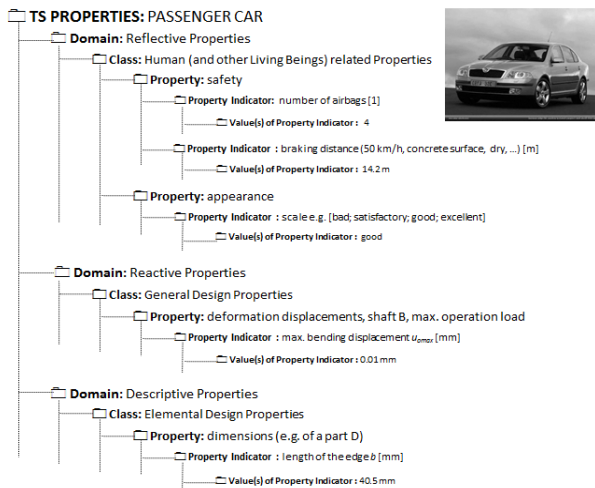 TS PROPERTIES: PASSENGER CAR
Domain: Reflective Properties
Class: Human (and other Living Beings) related Properties
Property: safety
Property Indicator: number of airbags [1]
Value(s) of Property Indicator : 4
Property Indicator : braking distance (50 km/h, concrete surface, dry, ...) [m]
Value(s) of Property Indicator : 14.2 m
Property: appearance
Property Indicator : scale e.g. [bad; satisfactory; good; excellent]
Value(s) of Property Indicator : good
Domain: Reactive Properties
Class: General Design Properties
Property: deformation displacements, shaft B, max. operation load
Property Indicator : max. bending displacement uomax [mm]
Value(s) of Property Indicator : 0.01 mm
Domain: Descriptive Properties
Class: Elemental Design Properties
Property: dimensions (e.g. of a part D)
Property Indicator : length of the edge b [mm]
Value(s) of Property Indicator : 40.5 mm